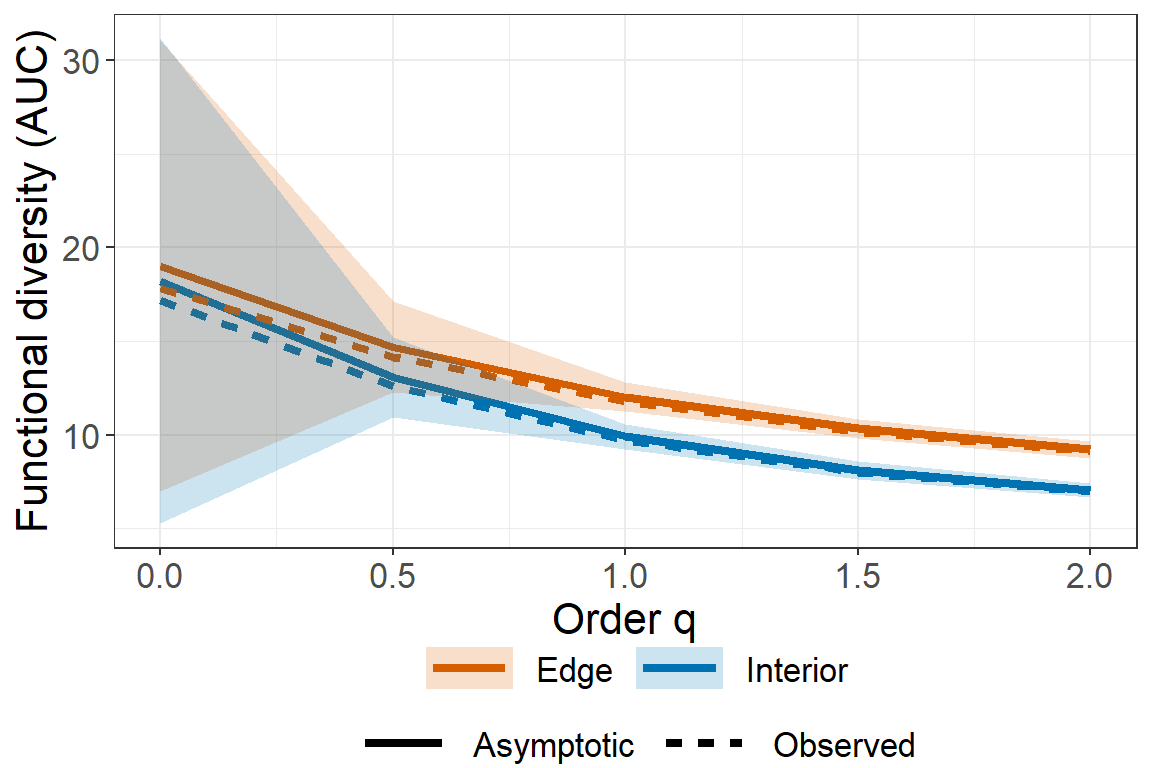 Functional diversity (AUC)
30
20
10
0.0 0.5 1.0 1.5 2.0
Order q
Edge Interior
Asymptotic Observed